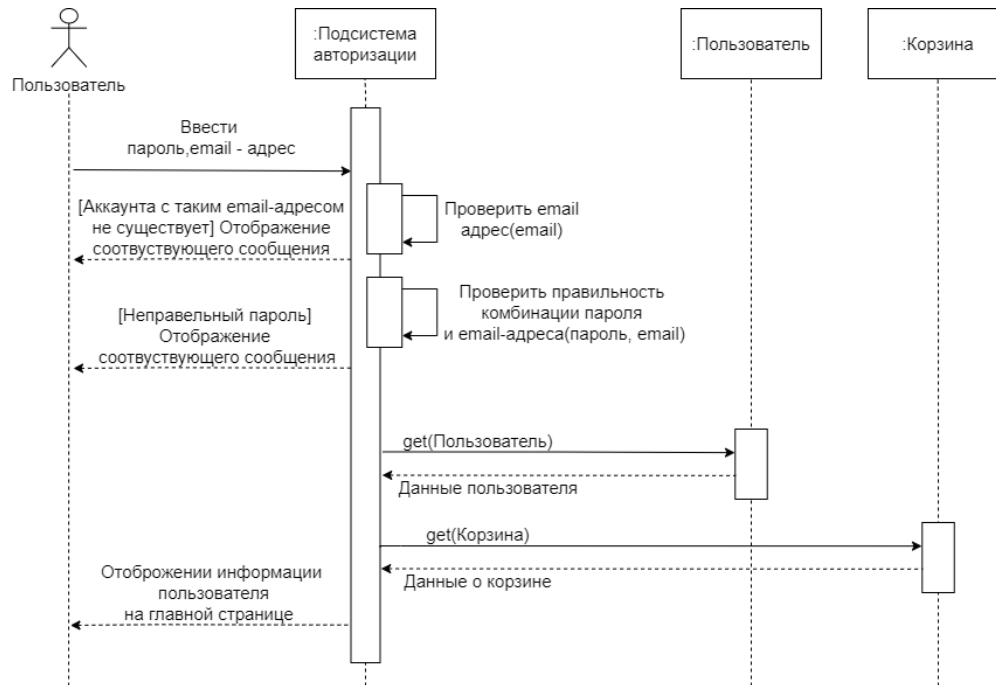 Пользователь
:Подсистема
авторизации
:Пользователь
:Корзина
Ввести
пароль,email - адрес
Проверить email
адрес(email)
[Аккаунта с таким email-адресом
не существует] Отображение
соотвуствующего сообщения
Проверить правильность
комбинации пароля
и email-адреса(пароль, email)
[Неправельный пароль]
Отображение
соотвуствующего сообщения
get(Пользователь)
Данные пользователя
get(Корзина)
Данные о корзине
Отоброжении информации
пользователя
на главной странице